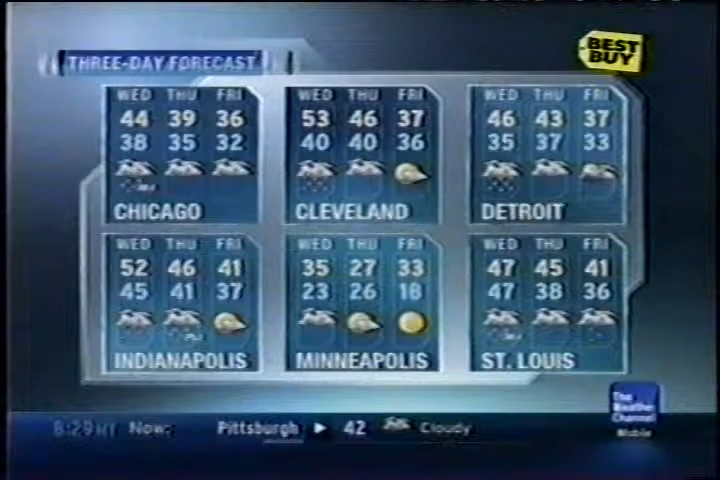 THREE-DAY FORECAST
BEST
BUY
WED THU FRI
44 39 36
38 35 32
CHICAGO
WED THU FRI
53 46 37
40 40 36
CLEVELAND
WED THU FRI
46 43 37
35 37 33
DETROIT
WED THU FRI
52 46 41
45 41 37
INDIANAPOLIS
WED THU FRI
35 27 33
23 26 18
MINNEAPOLIS
WED THU FRI
47 45 41
47 38 36
ST. LOUIS
The
Weather
Channel
Mobile
8:29 Now: Pittsburgh ► 42 Cloudy